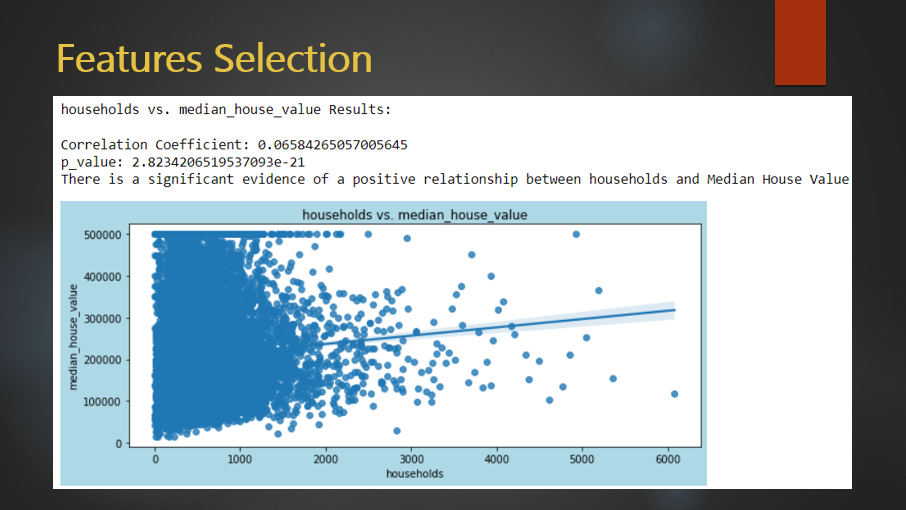 Features Selection
households vs. median_house_value Results:
Correlation Coefficient: 0.06584265057005645
p_value: 2.8234206519537093e-21
There is a significant evidence of a positive relationship between households and Median House Value
households vs. median_house_value
median_house_value
500000
400000
300000
200000
100000
0
0 1000 2000 3000 4000 5000 6000
households